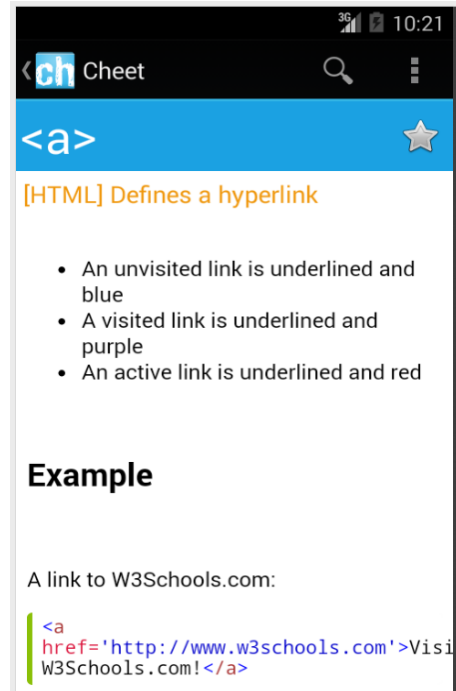 3G 10:21
ch Cheet
<a>
[HTML] Defines a hyperlink
• An unvisited link is underlined and
blue
• A visited link is underlined and
purple
• An active link is underlined and red
Example
A link to W3Schools.com:
<a
href='http://www.w3schools.com'>Visi
W3Schools.com!</a>